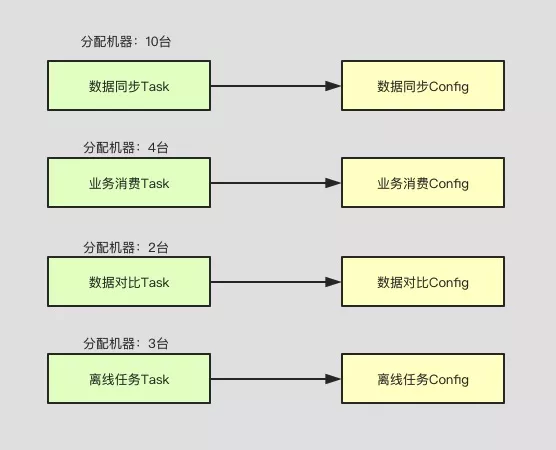 分配机器：10台
数据同步Task
数据同步Config
分配机器：4台
业务消费Task
业务消费Config
分配机器：2台
数据对比Task
数据对比Config
分配机器：3台
离线任务Task
离线任务Config